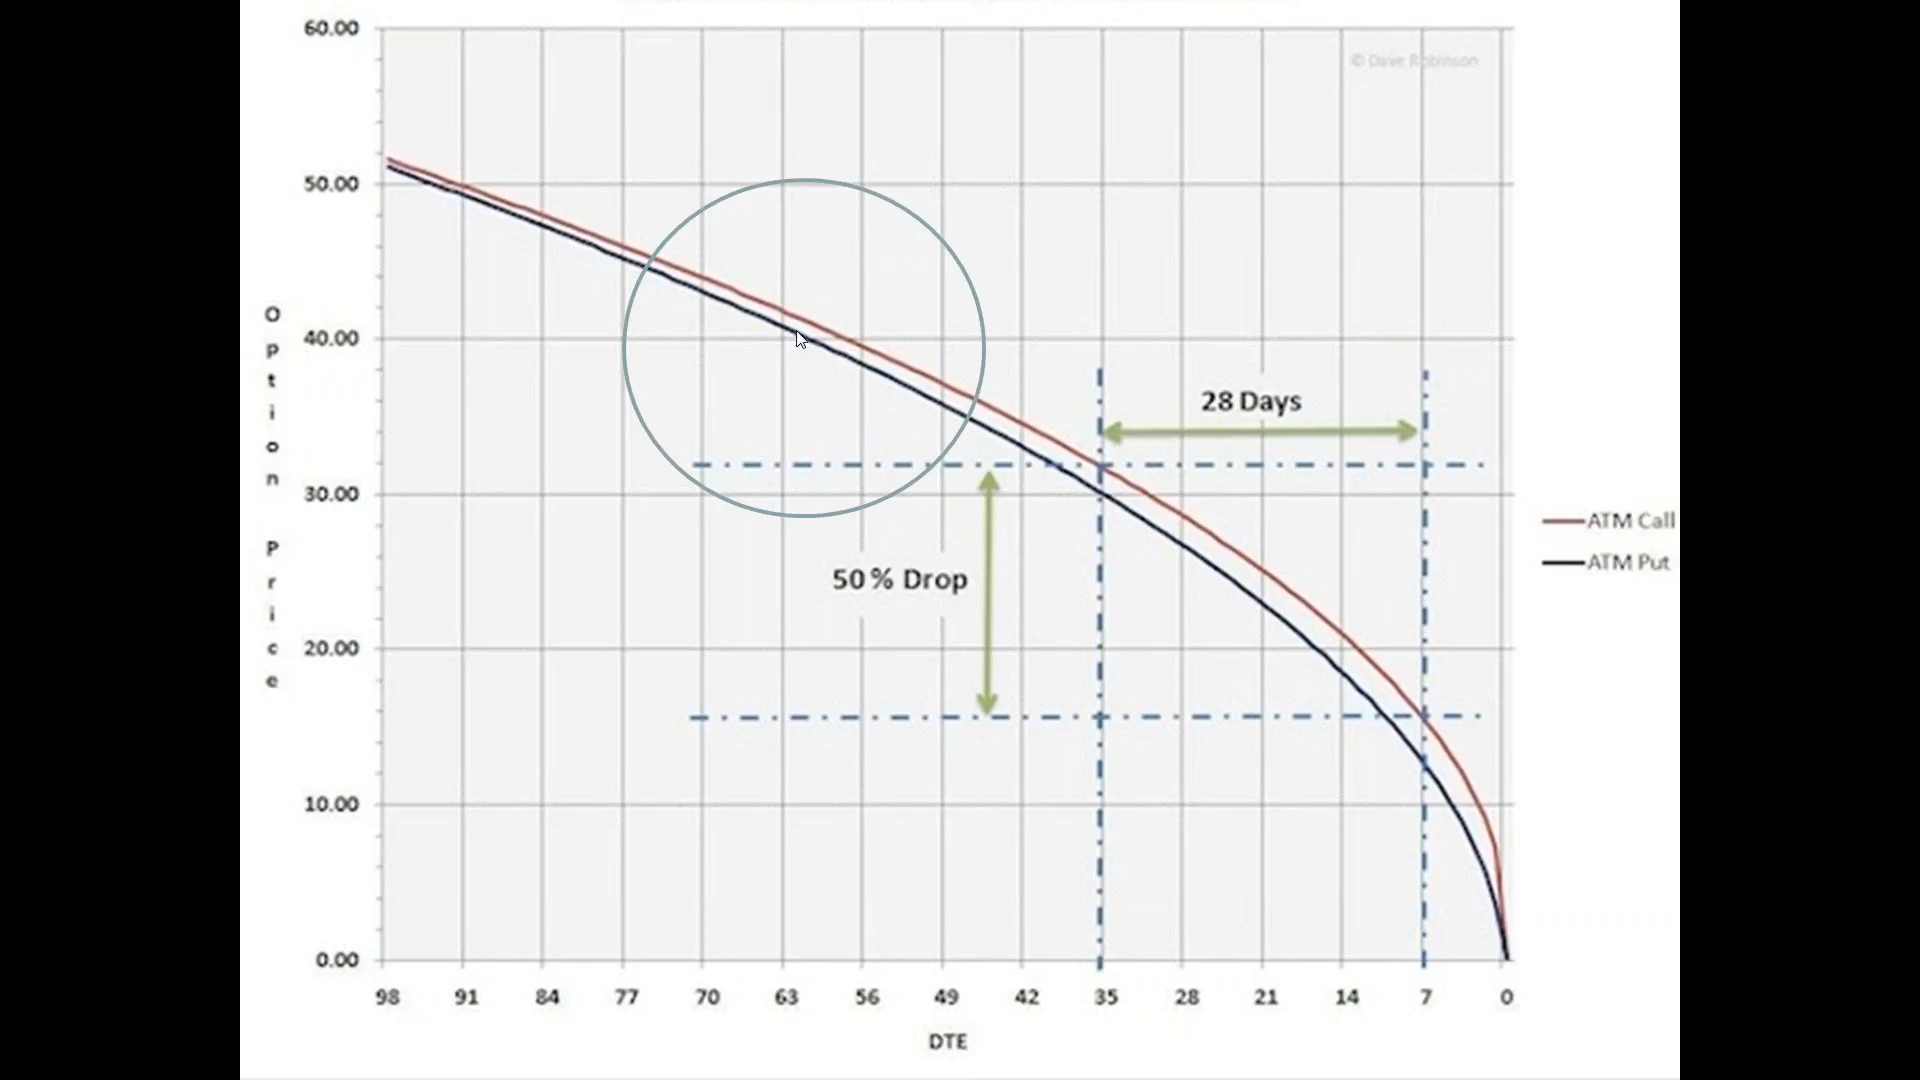 60.00
© Dave Robinson
50.00
40.00
30.00
20.00
10.00
0.00
Option Price
28 Days
50% Drop
ATM Call
ATM Put
98 91 84 77 70 63 56 49 42 35 28 21 14 7 0
DTE